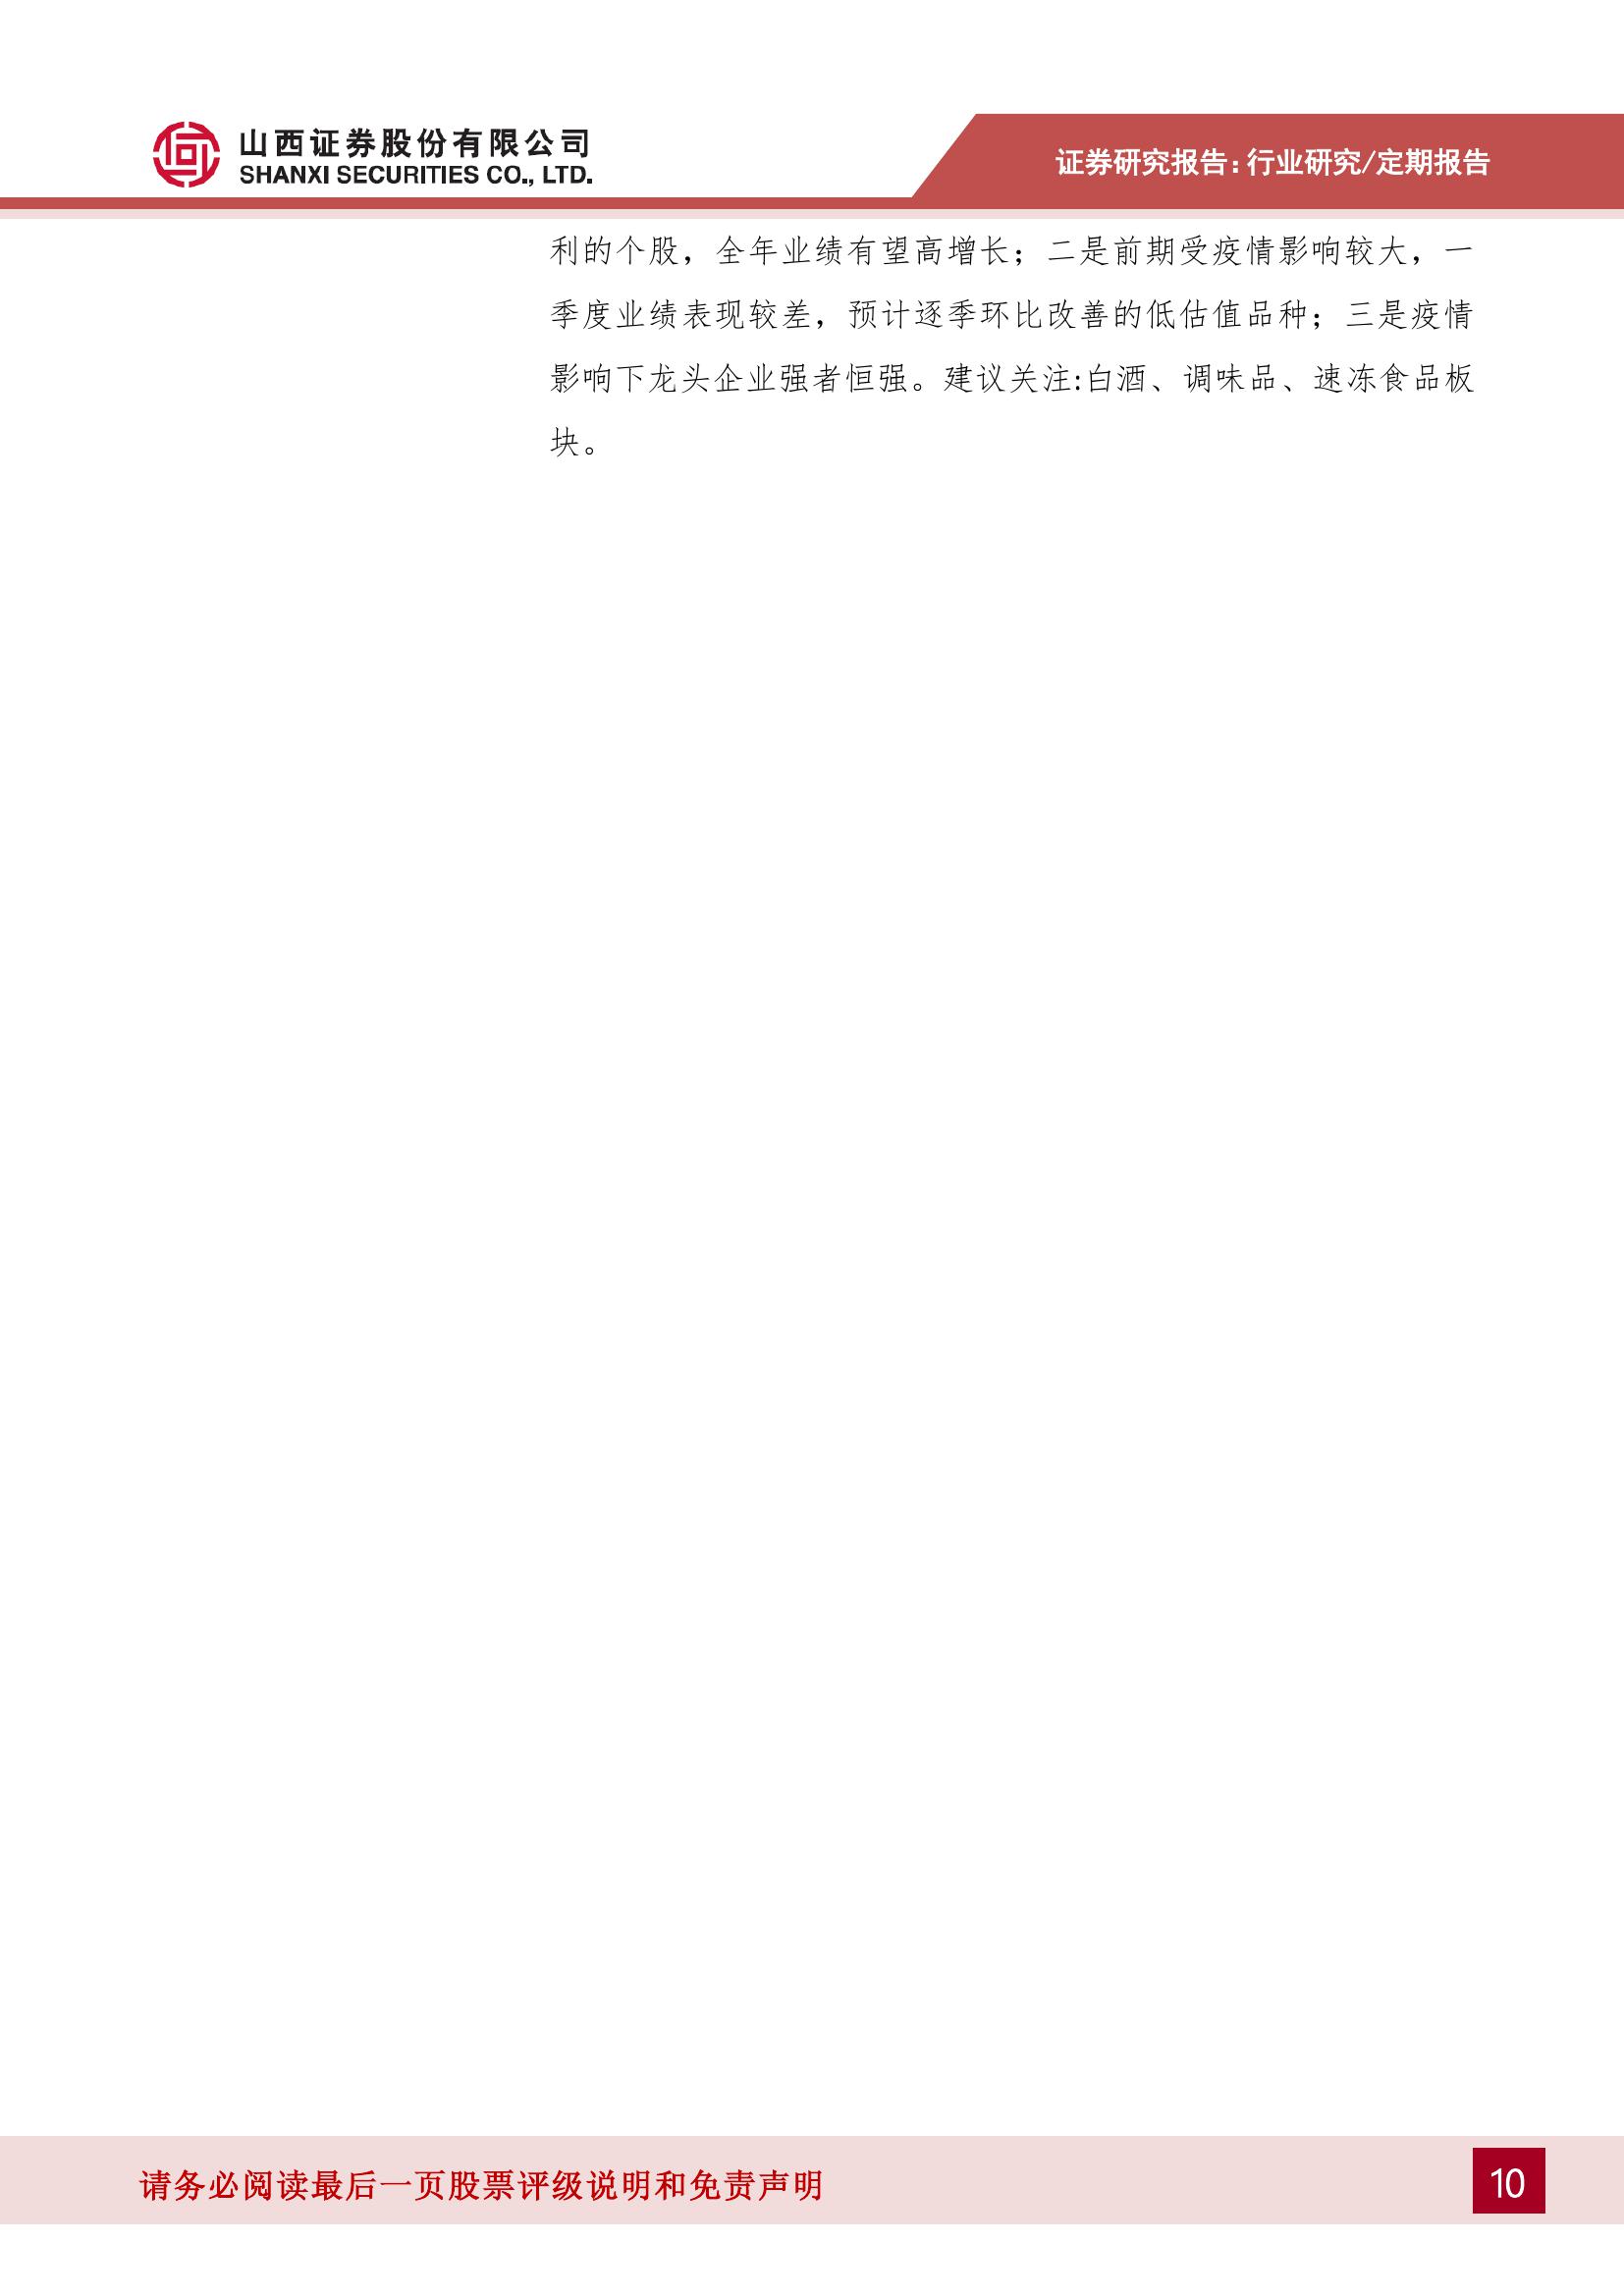 山西证券股份有限公司
SHANXI SECURITIES CO., LTD.
证券研究报告：行业研究/定期报告
利的个股，全年业绩有望高增长；二是前期受疫情影响较大，一
季度业绩表现较差，预计逐季环比改善的低估值品种；三是疫情
影响下龙头企业强者恒强。建议关注:白酒、调味品、速冻食品板
块。
请务必阅读最后一页股票评级说明和免责声明
10